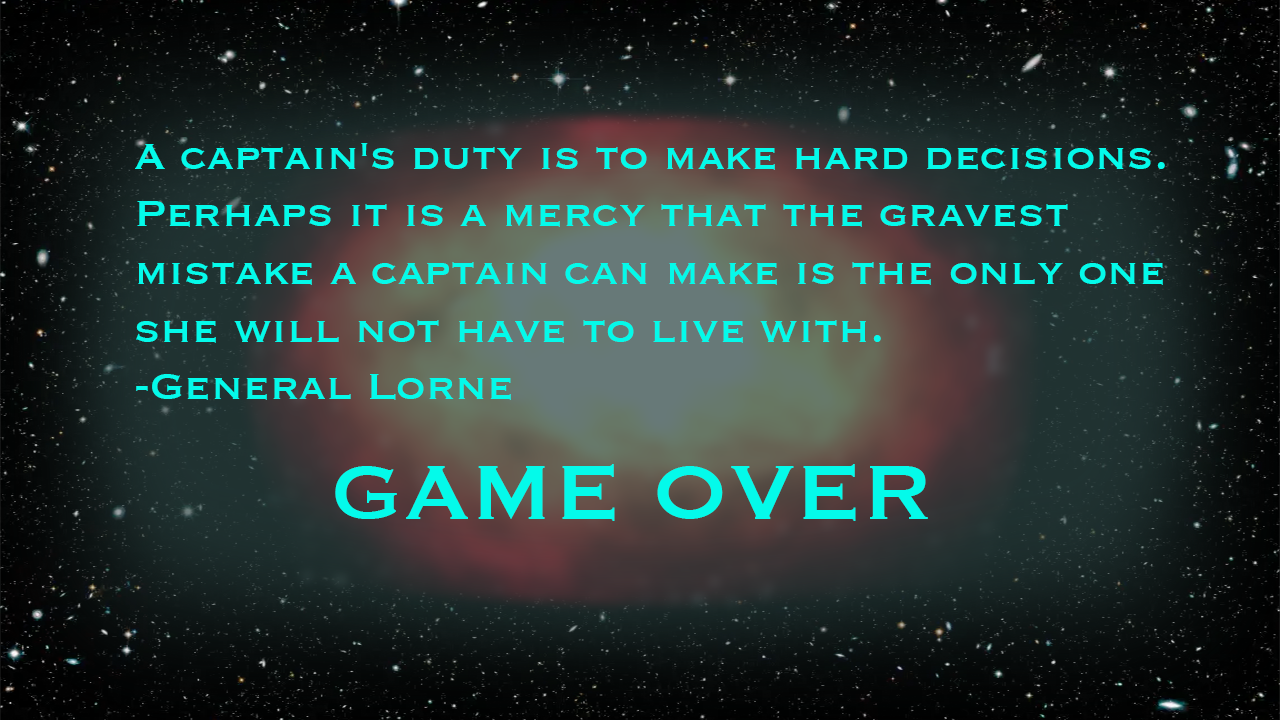 A captain's duty is to make hard decisions.
Perhaps it is a mercy that the gravest
mistake a captain can make is the only one
she will not have to live with.
-General Lorne
GAME OVER